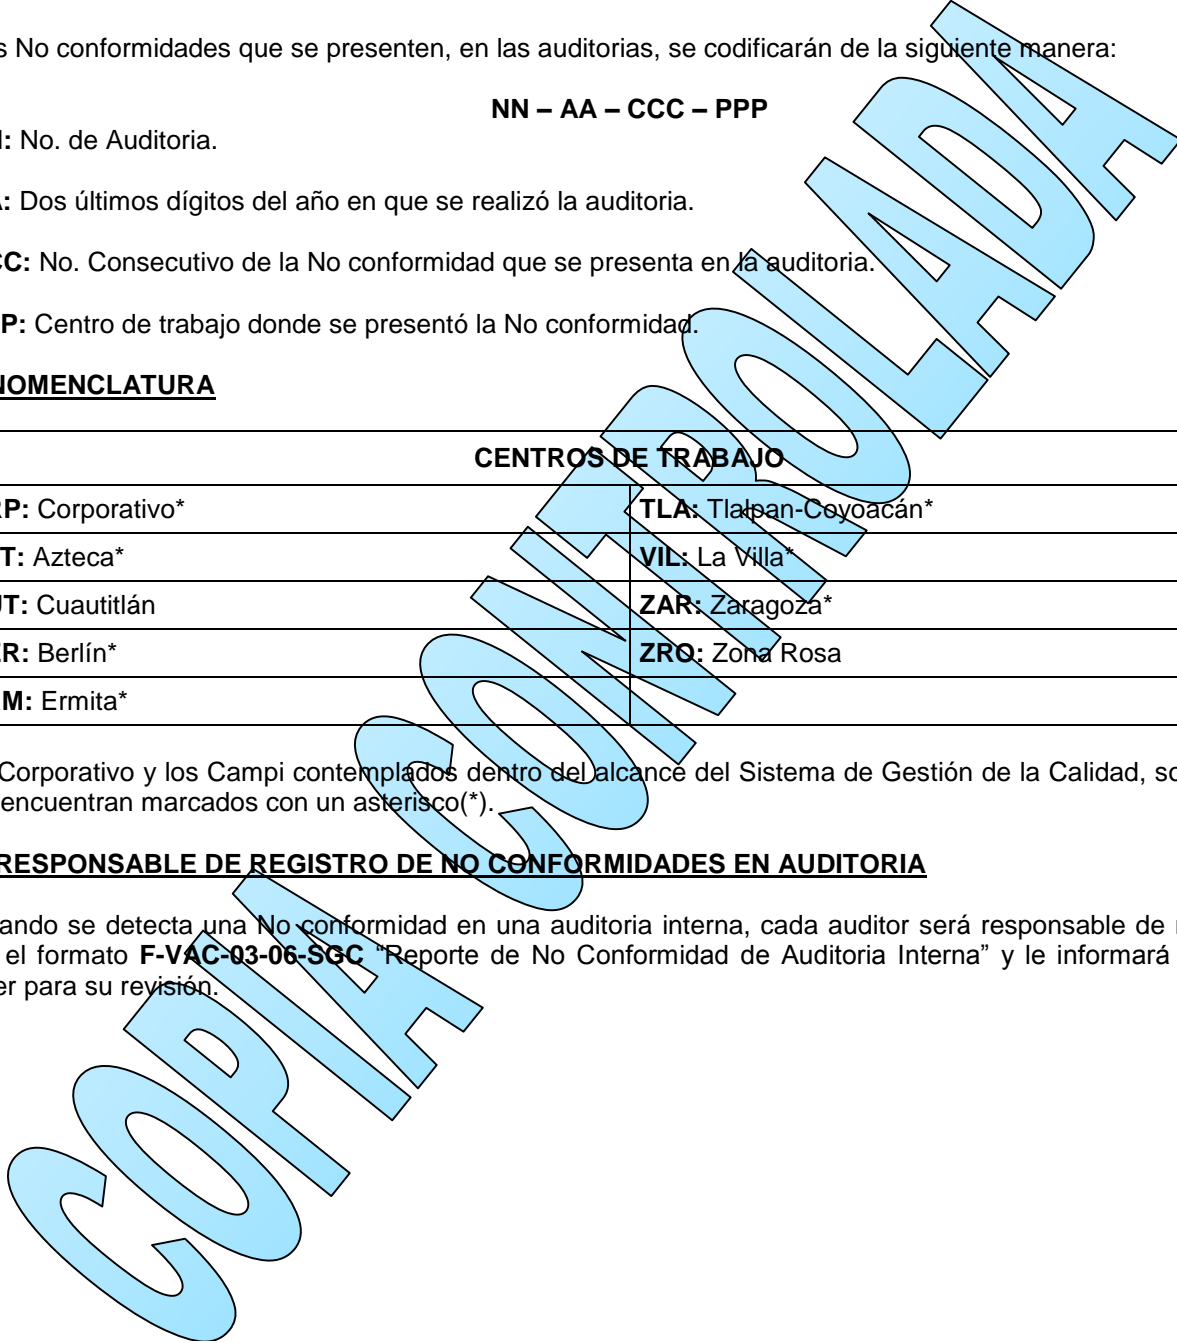 s No conformidades que se presenten, en las auditorias, se codificarán de la siguiente manera:
NN – AA – CCC – PPP
: No. de Auditoria.
: Dos últimos dígitos del año en que se realizó la auditoria.
CC: No. Consecutivo de la No conformidad que se presenta en la auditoria.
P: Centro de trabajo donde se presentó la No conformidad.
NOMENCLATURA
CENTROS DE TRABAJO
RP: Corporativo* TLA: Tlalpan-Coyoacán*
T: Azteca* VIL: La Villa*
UT: Cuautitlán ZAR: Zaragoza*
ER: Berlín* ZRO: Zona Rosa
M: Ermita*
Corporativo y los Campi contemplados dentro del alcance del Sistema de Gestión de la Calidad, so
encuentran marcados con un asterisco(*).
RESPONSABLE DE REGISTRO DE NO CONFORMIDADES EN AUDITORIA
ando se detecta una No conformidad en una auditoria interna, cada auditor será responsable de
el formato F-VAC-03-06-SGC “Reporte de No Conformidad de Auditoria Interna” y le informará
er para su revisión.
COPIA CONTROLADA